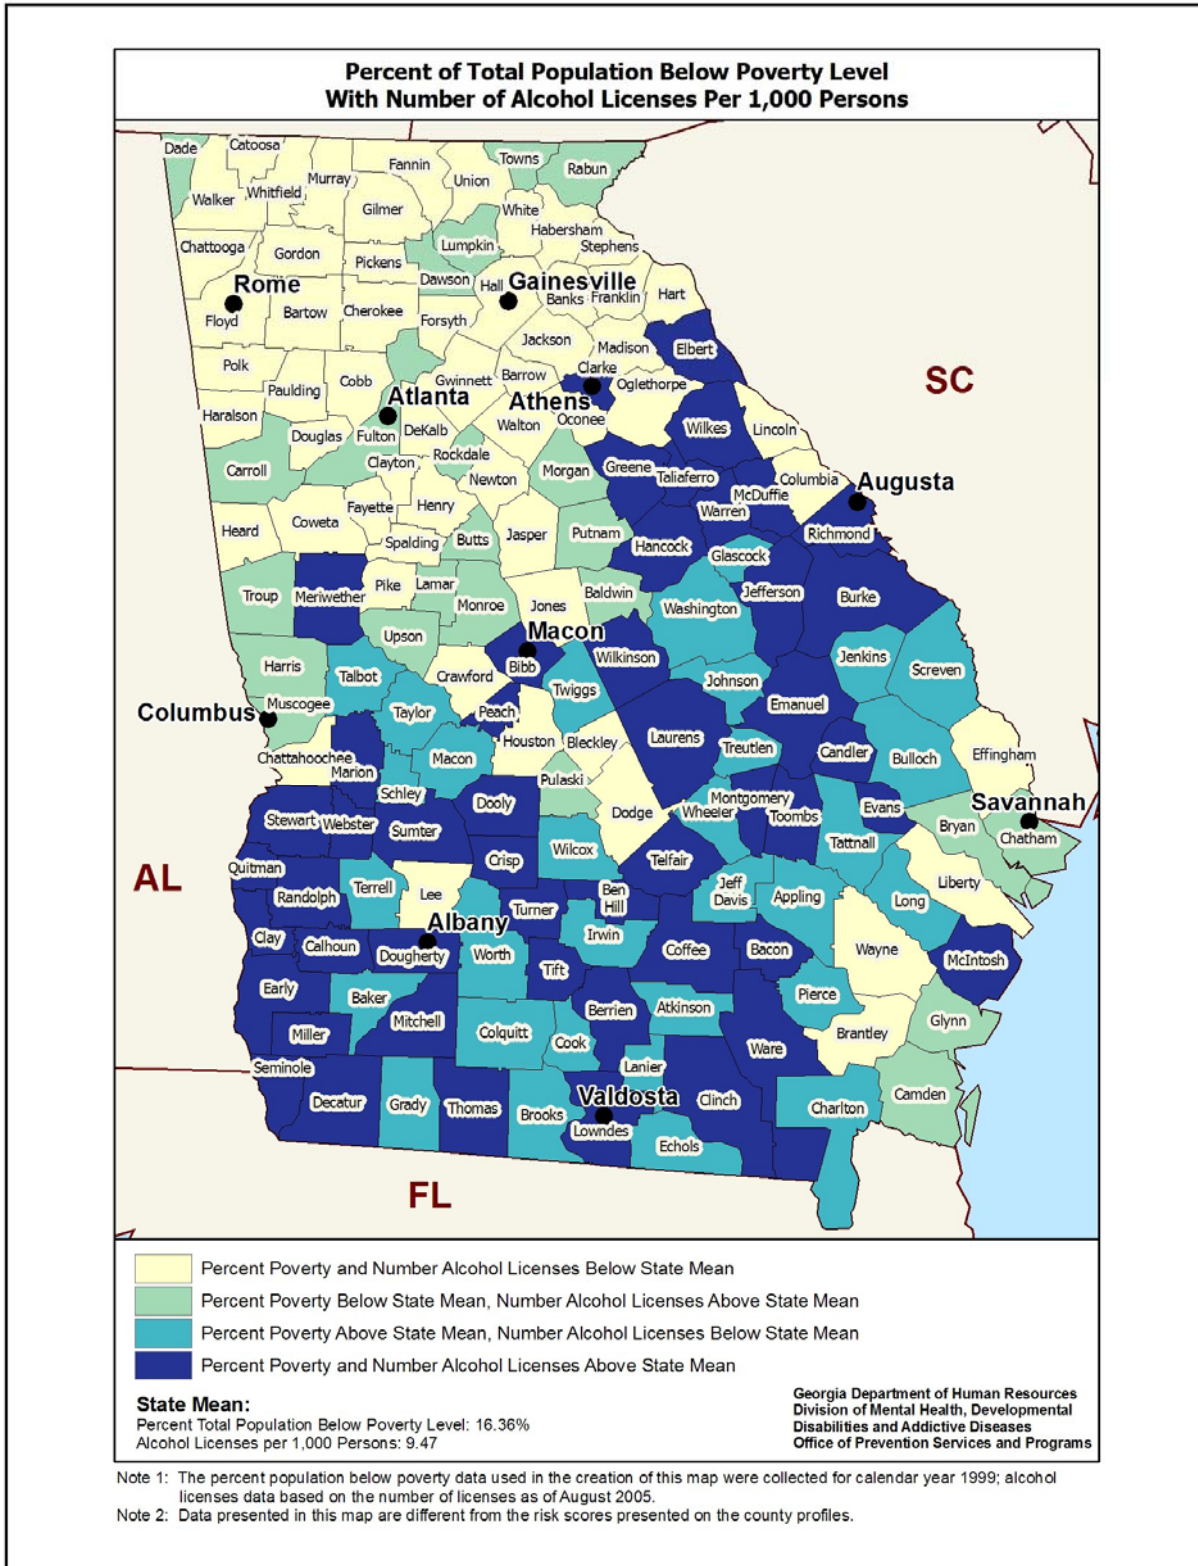 Percent of Total Population Below Poverty Level
With Number of Alcohol Licenses Per 1,000 Persons
Dade
Catoosa
Fannin
Towns
Rabun
Murray
Union
Walker
Whitfield
Gilmer
White
Habersham
Stephens
Chattooga
Gordon
Pickens
Lumpkin
Dawson
Rome
Hall
Gainesville
Banks
Franklin
Hart
Floyd
Bartow
Cherokee
Forsyth
Jackson
Madison
Elbert
Polk
Paulding
Cobb
Gwinnett
Barrow
Clarke
Oglethorpe
SC
Haralson
Atlanta
Athens
Oconee
Walton
Wilkes
Lincoln
Douglas
Fulton
DeKalb
Carroll
Clayton
Rockdale
Newton
Morgan
Greene
Taliaferro
Columbia
McDuffie
Augusta
Warren
Richmond
Heard
Coweta
Fayette
Henry
Spalding
Butts
Jasper
Putnam
Hancock
Glascock
Troup
Meriwether
Pike
Lamar
Monroe
Jones
Baldwin
Washington
Jefferson
Burke
Upson
Macon
Bibb
Wilkinson
Harris
Talbot
Crawford
Twiggs
Johnson
Jenkins
Screven
Columbus
Muscogee
Taylor
Peach
Emanuel
Houston
Bleckley
Laurens
Treutlen
Candler
Bulloch
Effingham
Chattahoochee
Marion
Macon
Schley
Pulaski
Dooly
Dodge
Wheeler
Montgomery
Toombs
Evans
Savannah
Bryan
Chatham
Stewart
Webster
Sumter
Crisp
Wilcox
Telfair
Tattnall
AL
Quitman
Randolph
Terrell
Lee
Turner
Ben
Hill
Jeff
Davis
Appling
Long
Liberty
Clay
Calhoun
Albany
Dougherty
Worth
Irwin
Tift
Coffee
Bacon
Wayne
McIntosh
Early
Baker
Mitchell
Berrien
Atkinson
Pierce
Glynn
Miller
Colquitt
Cook
Ware
Brantley
Seminole
Lanier
Decatur
Grady
Thomas
Brooks
Valdosta
Lowndes
Clinch
Charlton
Camden
Echols
FL
Percent Poverty and Number Alcohol Licenses Below State Mean
Percent Poverty Below State Mean, Number Alcohol Licenses Above State Mean
Percent Poverty Above State Mean, Number Alcohol Licenses Below State Mean
Percent Poverty and Number Alcohol Licenses Above State Mean
State Mean:
Percent Total Population Below Poverty Level: 16.36%
Alcohol Licenses per 1,000 Persons: 9.47
Georgia Department of Human Resources
Division of Mental Health, Developmental
Disabilities and Addictive Diseases
Office of Prevention Services and Programs
Note 1: The percent population below poverty data used in the creation of this map were collected for calendar year 1999; alcohol
licenses data based on the number of licenses as of August 2005.
Note 2: Data presented in this map are different from the risk scores presented on the county profiles.